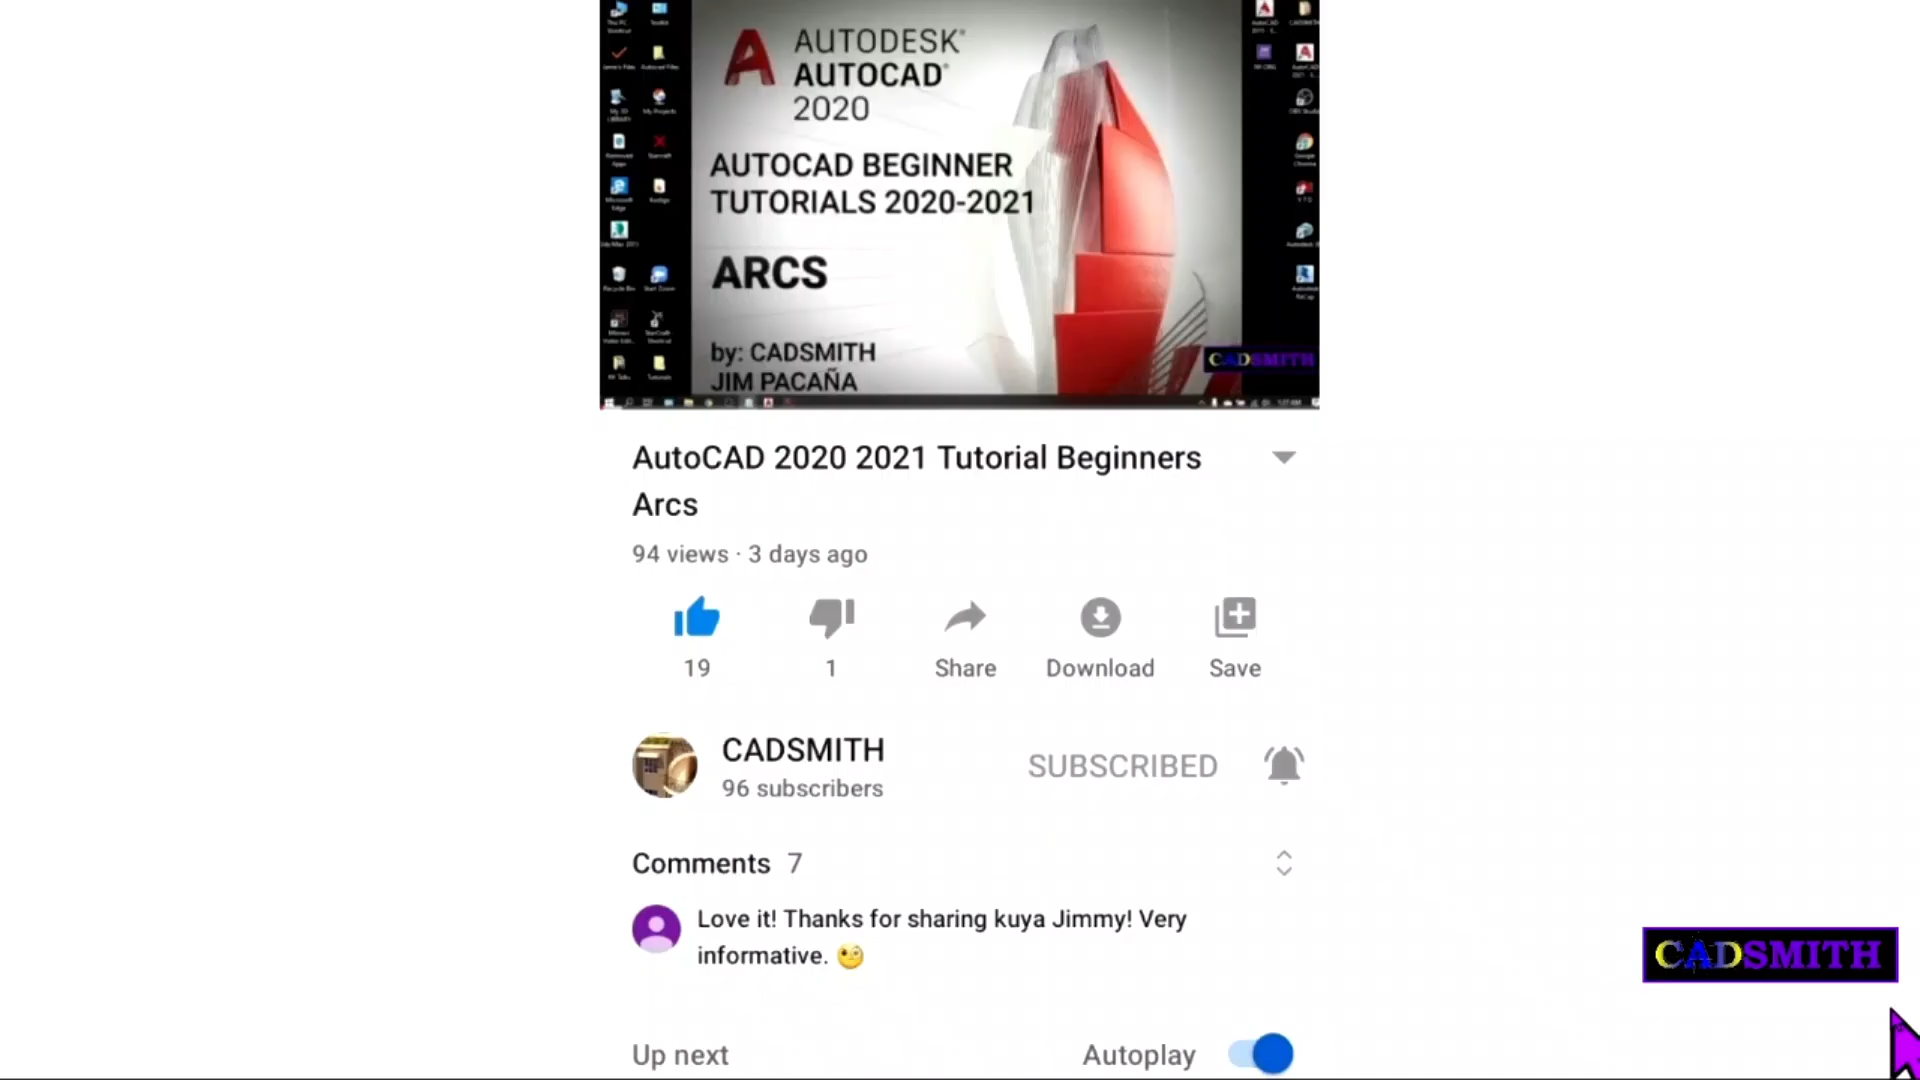 AUTODESK®
AUTOCAD®
2020
AUTOCAD BEGINNER
TUTORIALS 2020-2021
ARCS
by: CADSMITH
JIM PACAÑA
CADSMITH
AutoCAD 2020 2021 Tutorial Beginners
Arcs
94 views · 3 days ago
19
1
Share
Download
Save
CADSMITH
96 subscribers
SUBSCRIBED
Comments 7
Love it! Thanks for sharing kuya Jimmy! Very
informative. 🧐
CADSMITH
Up next
Autoplay